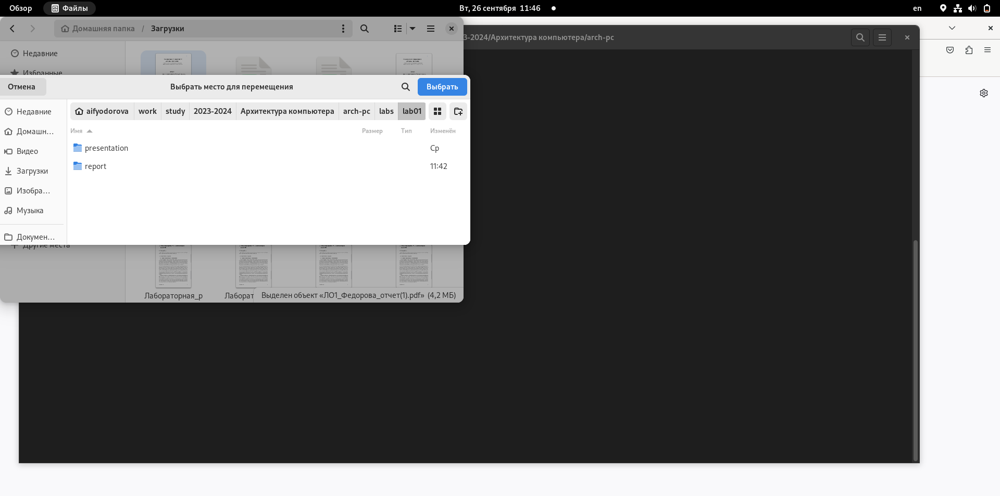 Обзор Файлы Вт, 26 сентября 11:46 en
Домашняя папка / Загрузки
3-2024/Архитектура компьютера/arch-pc
Недавние
Избранные
Отмена Выбрать место для перемещения Выбрать
Недавние
Домашн…
Видео
Загрузки
Изобра…
Музыка
Докумен…
aifyodorova work study 2023-2024 Архитектура компьютера arch-pc labs lab01
Имя Размер Тип Изменён
presentation Ср
report 11:42
Другие места
Лабораторная_р Лаборат
Выделен объект «ЛО1_Федорова_отчет(1).pdf» (4,2 МБ)